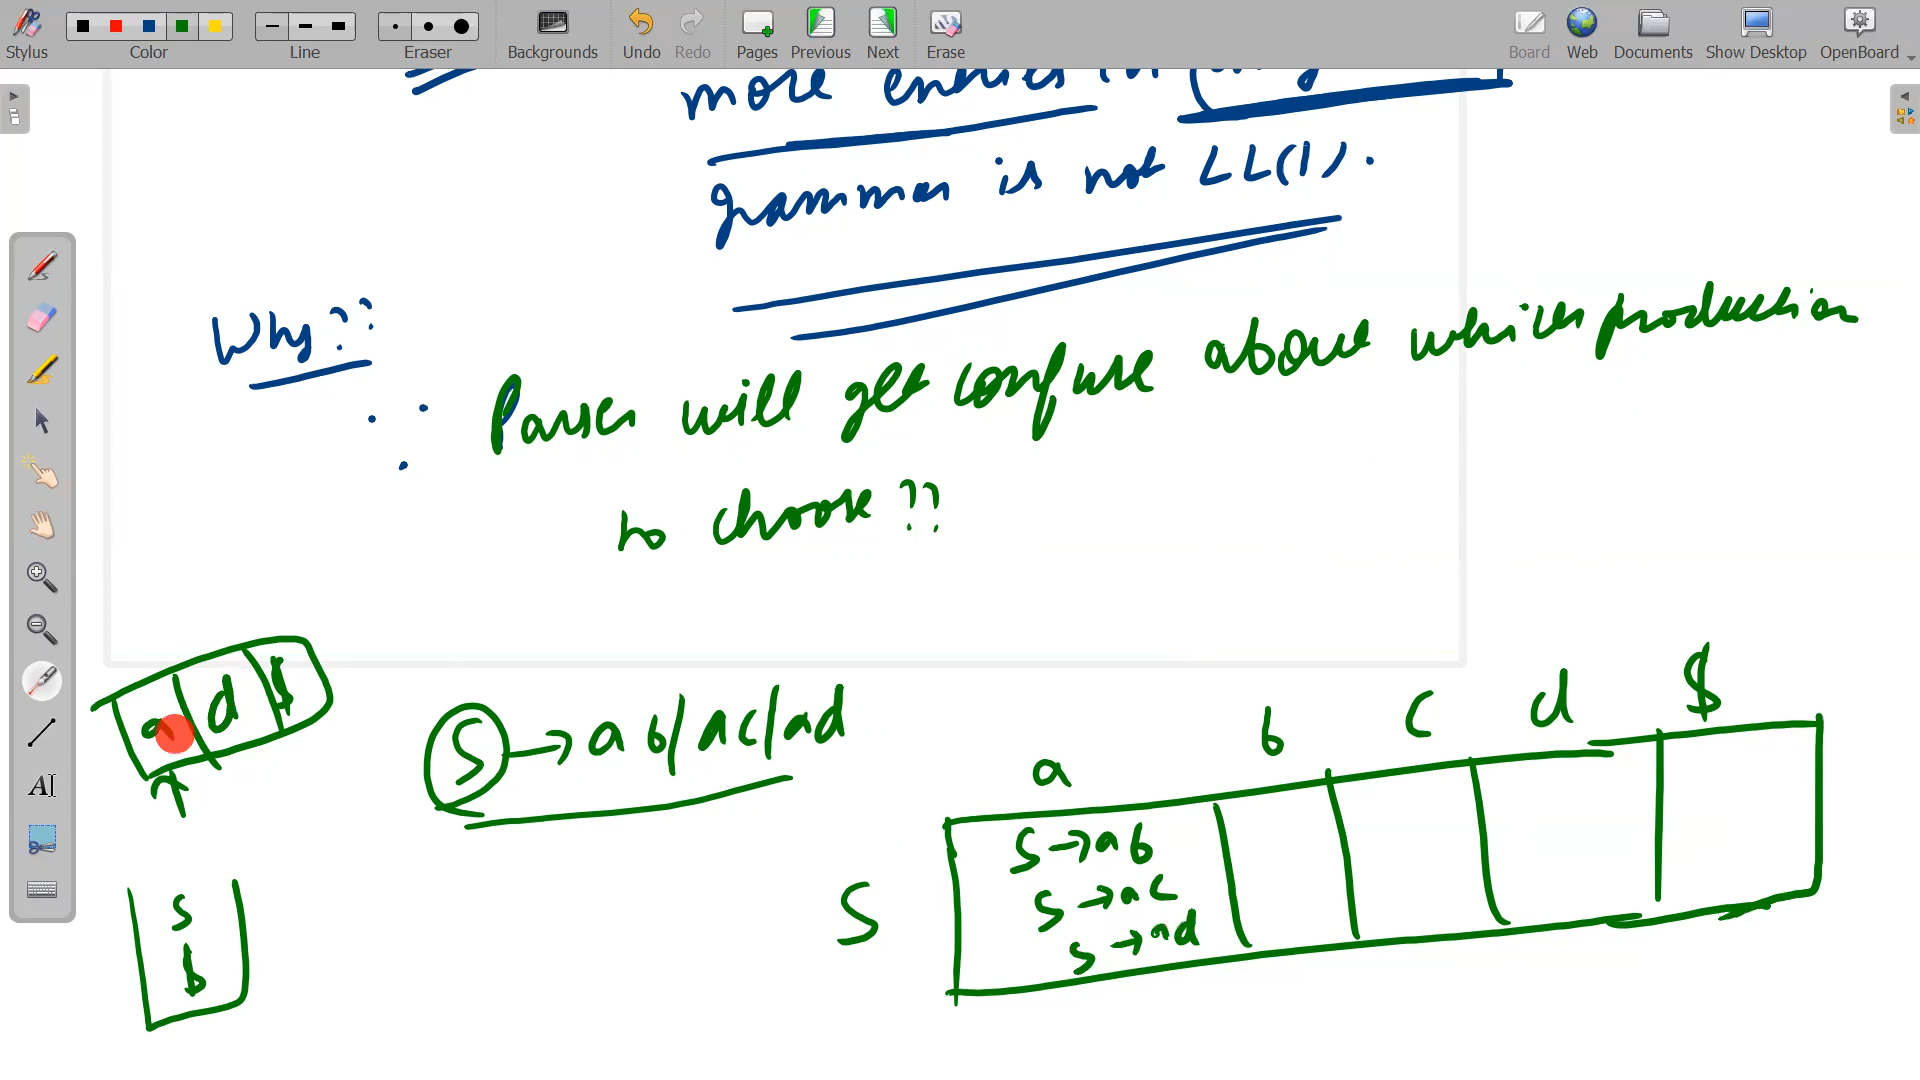 Stylus Color Line Eraser Backgrounds Undo Redo Pages Previous Next Erase Board Web Documents Show Desktop OpenBoard
more entries in
grammar is not LL(1).
Why??
∵ Parser will get confuse about which production
to choose??
a d $
S → ab/ac/ad
a b c d $
S
S → ab
S → ac
S → ad
S
$